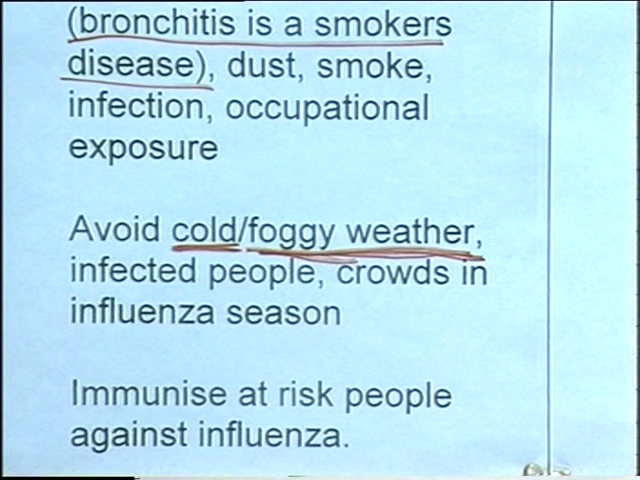 (bronchitis is a smokers
disease), dust, smoke,
infection, occupational
exposure
Avoid cold/foggy weather,
infected people, crowds in
influenza season
Immunise at risk people
against influenza.